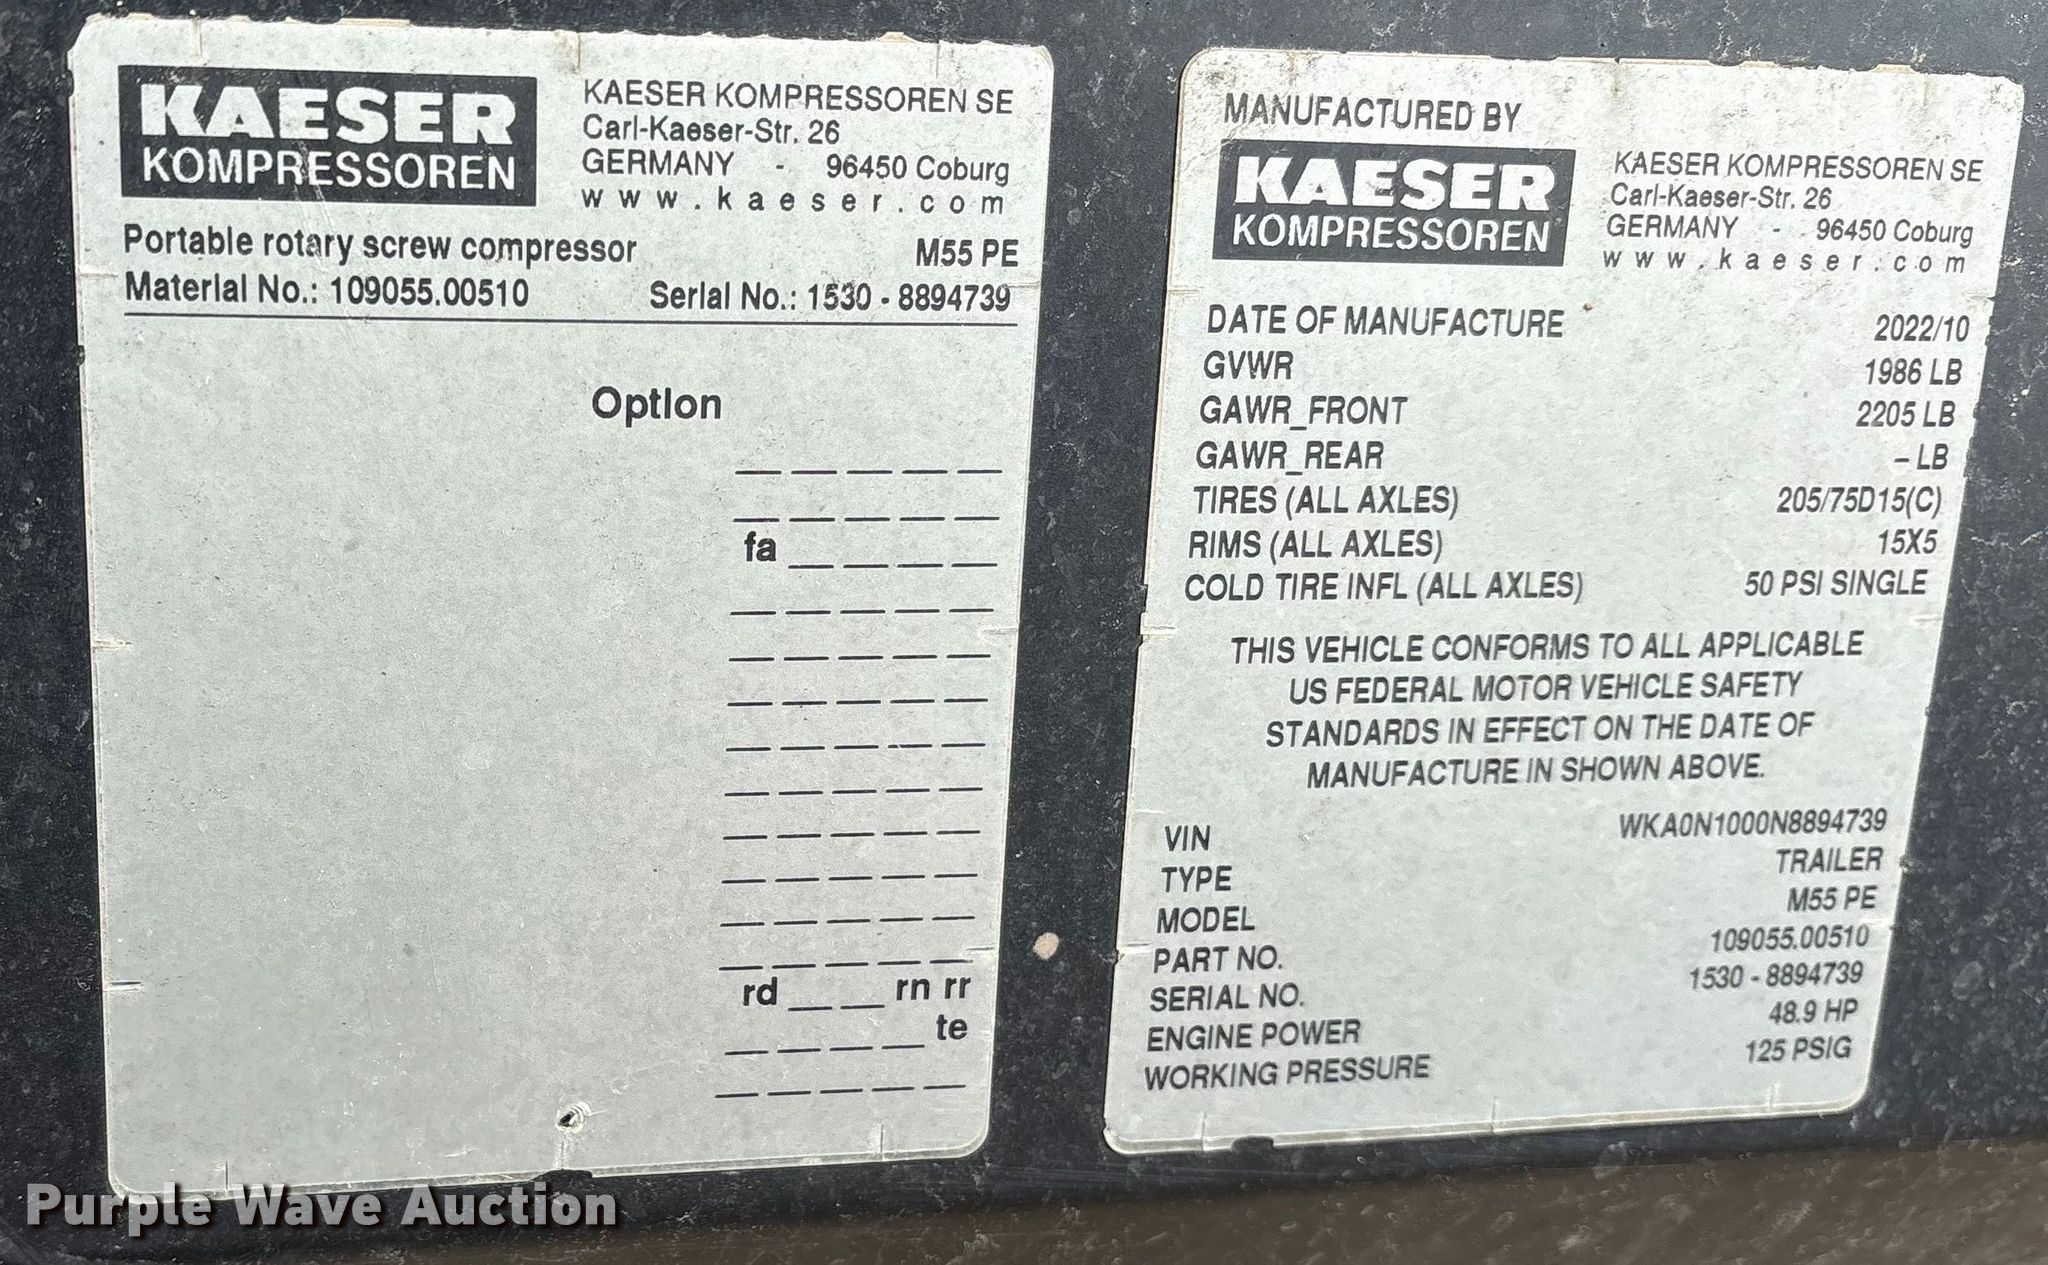 KAESER
KOMPRESSOREN
KAESER KOMPRESSOREN SE
Carl-Kaeser-Str. 26
GERMANY - 96450 Coburg
www.kaeser.com
Portable rotary screw compressor M55 PE
Material No.: 109055.00510 Serial No.: 1530 - 8894739
Option
_ _ _ _ _
_ _ _ _ _
fa _ _ _ _
_ _ _ _ _
_ _ _ _ _
_ _ _ _ _
_ _ _ _ _
_ _ _ _ _
_ _ _ _ _
_ _ _ _ _
_ _ _ _ _
_ _ _ _ _
rd _ _ rn rr
_ _ _ _ te
_ _ _ _ _
MANUFACTURED BY
KAESER
KOMPRESSOREN
KAESER KOMPRESSOREN SE
Carl-Kaeser-Str. 26
GERMANY - 96450 Coburg
www.kaeser.com
DATE OF MANUFACTURE 2022/10
GVWR 1986 LB
GAWR_FRONT 2205 LB
GAWR_REAR – LB
TIRES (ALL AXLES) 205/75D15(C)
RIMS (ALL AXLES) 15X5
COLD TIRE INFL (ALL AXLES) 50 PSI SINGLE
THIS VEHICLE CONFORMS TO ALL APPLICABLE
US FEDERAL MOTOR VEHICLE SAFETY
STANDARDS IN EFFECT ON THE DATE OF
MANUFACTURE IN SHOWN ABOVE.
VIN WKA0N1000N8894739
TYPE TRAILER
MODEL M55 PE
PART NO. 109055.00510
SERIAL NO. 1530 - 8894739
ENGINE POWER 48.9 HP
WORKING PRESSURE 125 PSIG
Purple Wave Auction